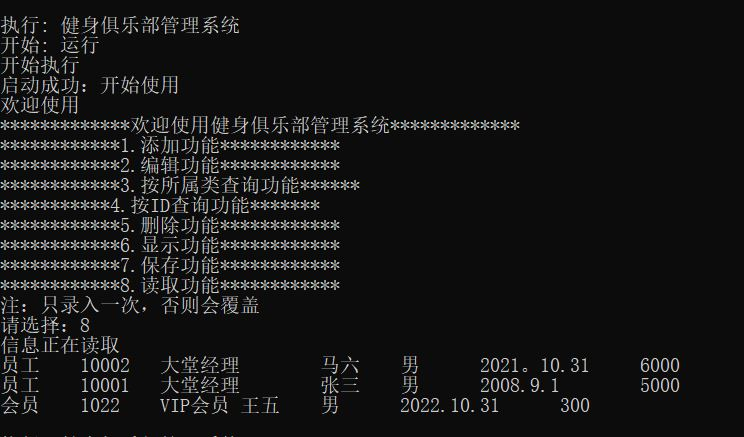 执行: 健身俱乐部管理系统
开始: 运行
开始执行
启动成功: 开始使用
欢迎使用
*************欢迎使用健身俱乐部管理系统*************
************1.添加功能************
************2.编辑功能************
************3.按所属类查询功能******
***********4.按ID查询功能*******
************5.删除功能************
************6.显示功能************
************7.保存功能************
************8.读取功能************
注: 只录入一次, 否则会覆盖
请选择: 8
信息正在读取
员工 10002 大堂经理 马六 男 2021。10.31 6000
员工 10001 大堂经理 张三 男 2008.9.1 5000
会员 1022 VIP会员 王五 男 2022.10.31 300